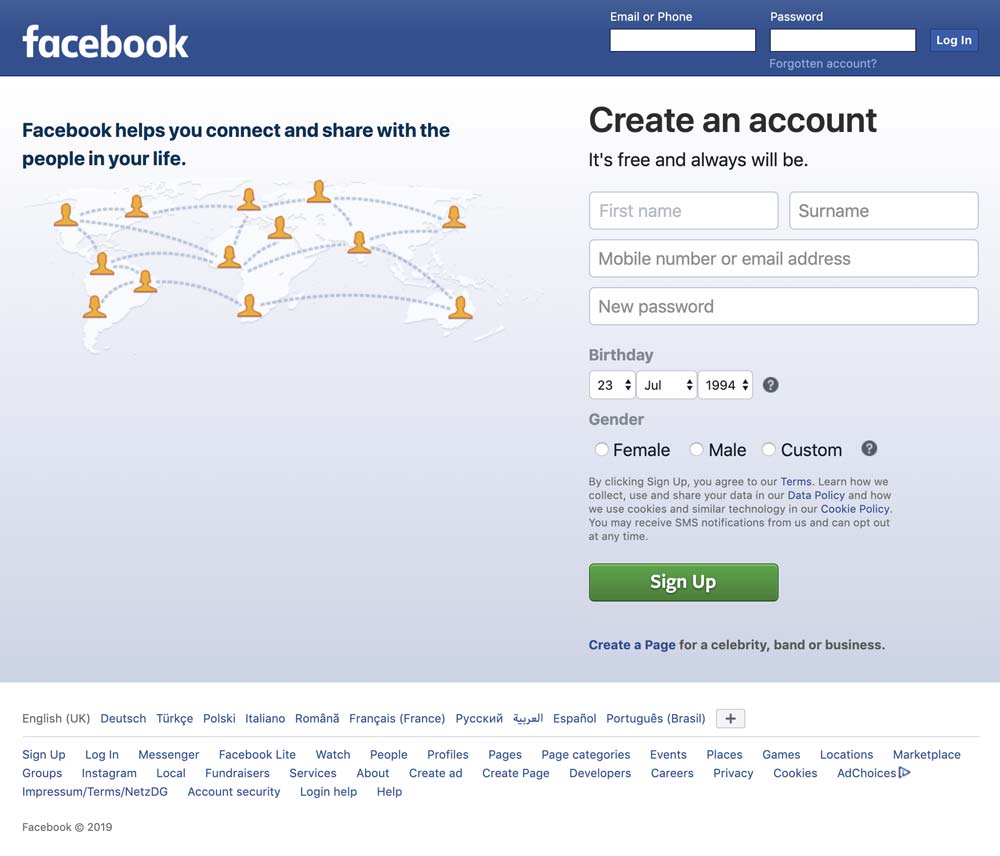 facebook
Email or Phone
Password
Log In
Forgotten account?
Facebook helps you connect and share with the
people in your life.
Create an account
It's free and always will be.
First name
Surname
Mobile number or email address
New password
Birthday
23 Jul 1994 ?
Gender
Female Male Custom ?
By clicking Sign Up, you agree to our Terms. Learn how we
collect, use and share your data in our Data Policy and how
we use cookies and similar technology in our Cookie Policy.
You may receive SMS notifications from us and can opt out
at any time.
Sign Up
Create a Page for a celebrity, band or business.
English (UK) Deutsch Türkçe Polski Italiano Română Français (France) Русский العربية Español Português (Brasil) +
Sign Up Log In Messenger Facebook Lite Watch People Profiles Pages Page categories Events Places Games Locations Marketplace
Groups Instagram Local Fundraisers Services About Create ad Create Page Developers Careers Privacy Cookies AdChoices
Impressum/Terms/NetzDG Account security Login help Help
Facebook © 2019